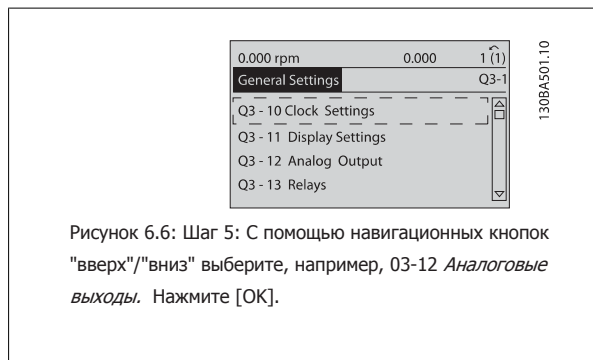 0.000 rpm 0.000 1 (1)
General Settings Q3-1
Q3 - 10 Clock Settings
Q3 - 11 Display Settings
Q3 - 12 Analog Output
Q3 - 13 Relays
130BA501.10
Рисунок 6.6: Шаг 5: С помощью навигационных кнопок
"вверх"/"вниз" выберите, например, 03-12 Аналоговые
выходы. Нажмите [OK].